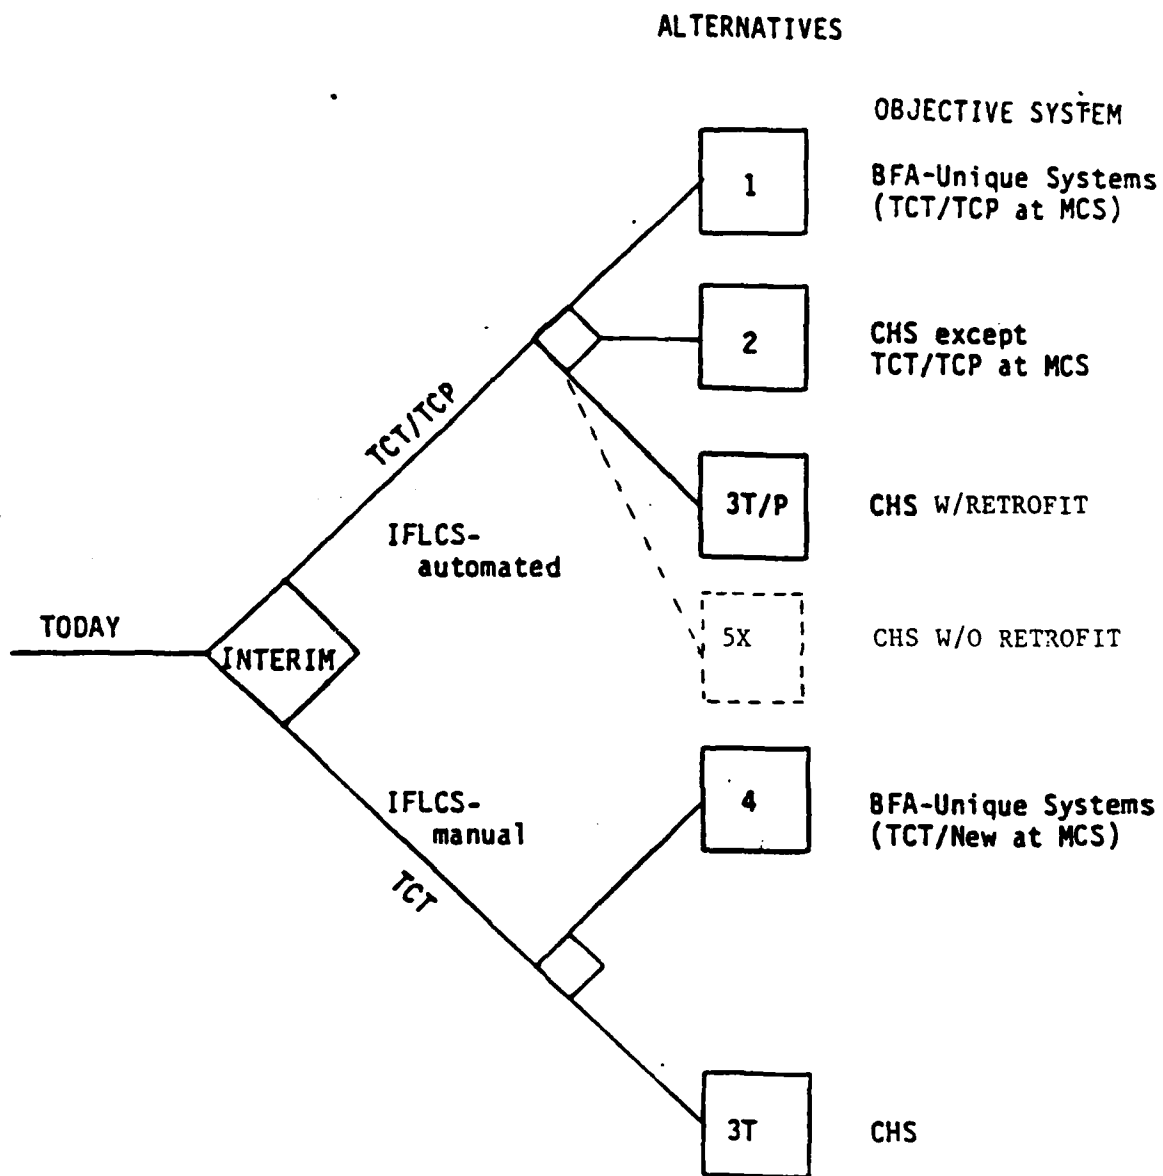 ALTERNATIVES
OBJECTIVE SYSTEM
1
BFA-Unique Systems
(TCT/TCP at MCS)
2
CHS except
TCT/TCP at MCS
TCT/TCP
3T/P
CHS W/RETROFIT
IFLCS-
automated
TODAY
INTERIM
5X
CHS W/O RETROFIT
IFLCS-
manual
4
BFA-Unique Systems
(TCT/New at MCS)
TCT
3T
CHS